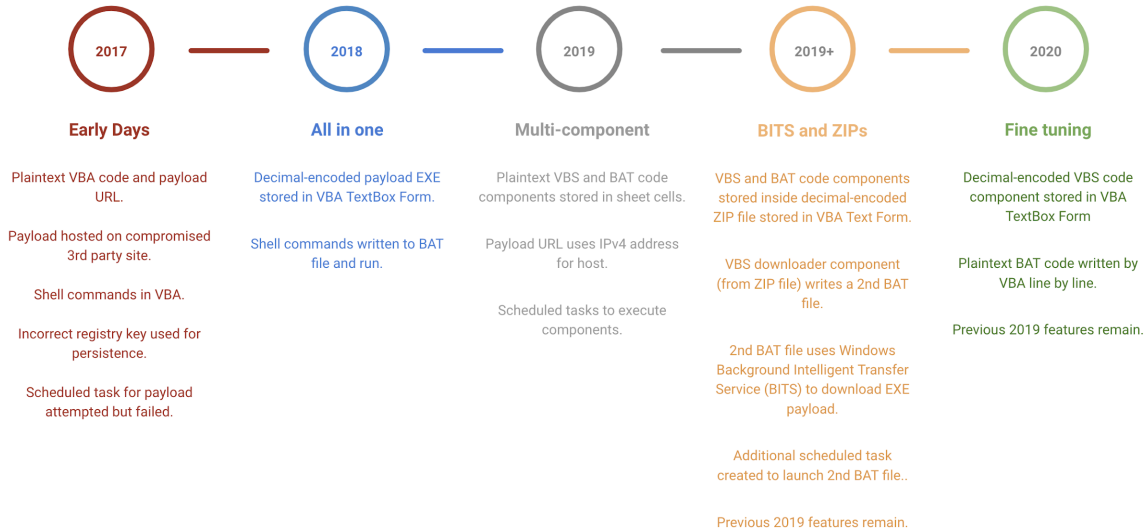 2017
2018
2019
2019+
2020
Early Days
Plaintext VBA code and payload
URL.
Payload hosted on compromised
3rd party site.
Shell commands in VBA.
Incorrect registry key used for
persistence.
Scheduled task for payload
attempted but failed.
All in one
Decimal-encoded payload EXE
stored in VBA TextBox Form.
Shell commands written to BAT
file and run.
Multi-component
Plaintext VBS and BAT code
components stored in sheet cells.
Payload URL uses IPv4 address
for host.
Scheduled tasks to execute
components.
BITS and ZIPs
VBS and BAT code components
stored inside decimal-encoded
ZIP file stored in VBA Text Form.
VBS downloader component
(from ZIP file) writes a 2nd BAT
file.
2nd BAT file uses Windows
Background Intelligent Transfer
Service (BITS) to download EXE
payload.
Additional scheduled task
created to launch 2nd BAT file..
Previous 2019 features remain.
Fine tuning
Decimal-encoded VBS code
component stored in VBA
TextBox Form
Plaintext BAT code written by
VBA line by line.
Previous 2019 features remain.